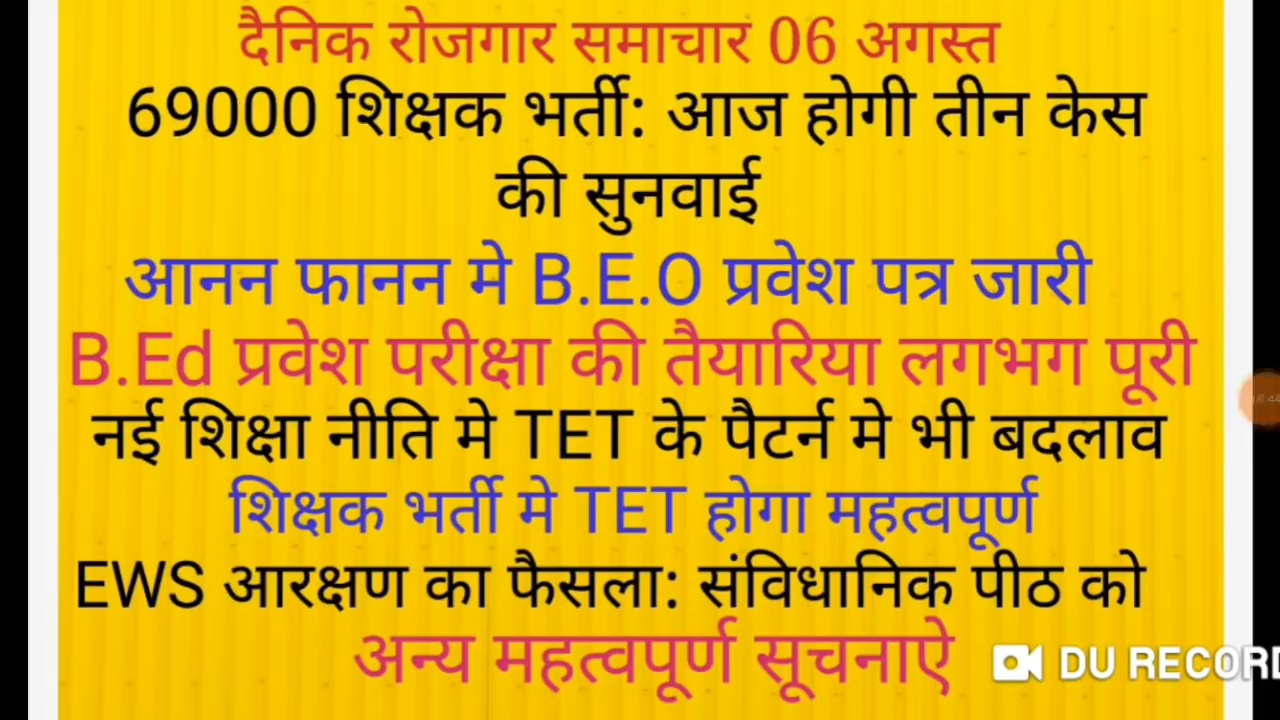 दैनिक रोजगार समाचार 06 अगस्त
69000 शिक्षक भर्ती: आज होगी तीन केस
की सुनवाई
आनन फानन मे B.E.O प्रवेश पत्र जारी
B.Ed प्रवेश परीक्षा की तैयारिया लगभग पूरी
नई शिक्षा नीति मे TET के पैटर्न मे भी बदलाव
शिक्षक भर्ती मे TET होगा महत्वपूर्ण
EWS आरक्षण का फैसला: संविधानिक पीठ को
अन्य महत्वपूर्ण सूचनाऐ
DU RECORD